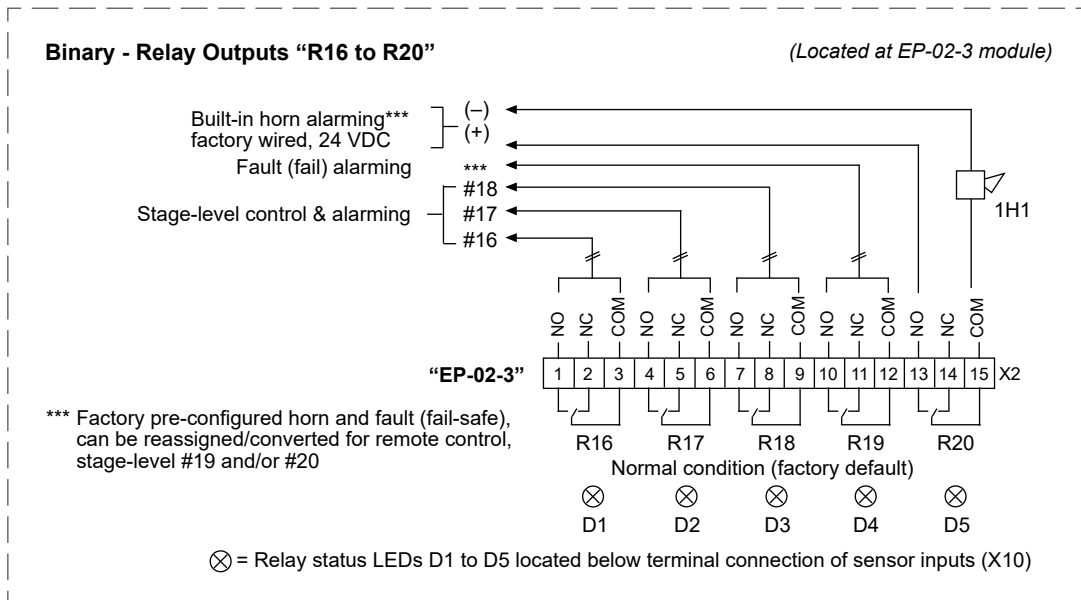 Binary - Relay Outputs “R16 to R20”
(Located at EP-02-3 module)
Built-in horn alarming***
factory wired, 24 VDC
(–)
(+)
Fault (fail) alarming
***
Stage-level control & alarming
#18
#17
#16
1H1
NO NC COM NO NC COM NO NC COM NO NC COM NO NC COM
“EP-02-3” 1 2 3 4 5 6 7 8 9 10 11 12 13 14 15 X2
R16 R17 R18 R19 R20
Normal condition (factory default)
*** Factory pre-configured horn and fault (fail-safe),
can be reassigned/converted for remote control,
stage-level #19 and/or #20
D1 D2 D3 D4 D5
= Relay status LEDs D1 to D5 located below terminal connection of sensor inputs (X10)